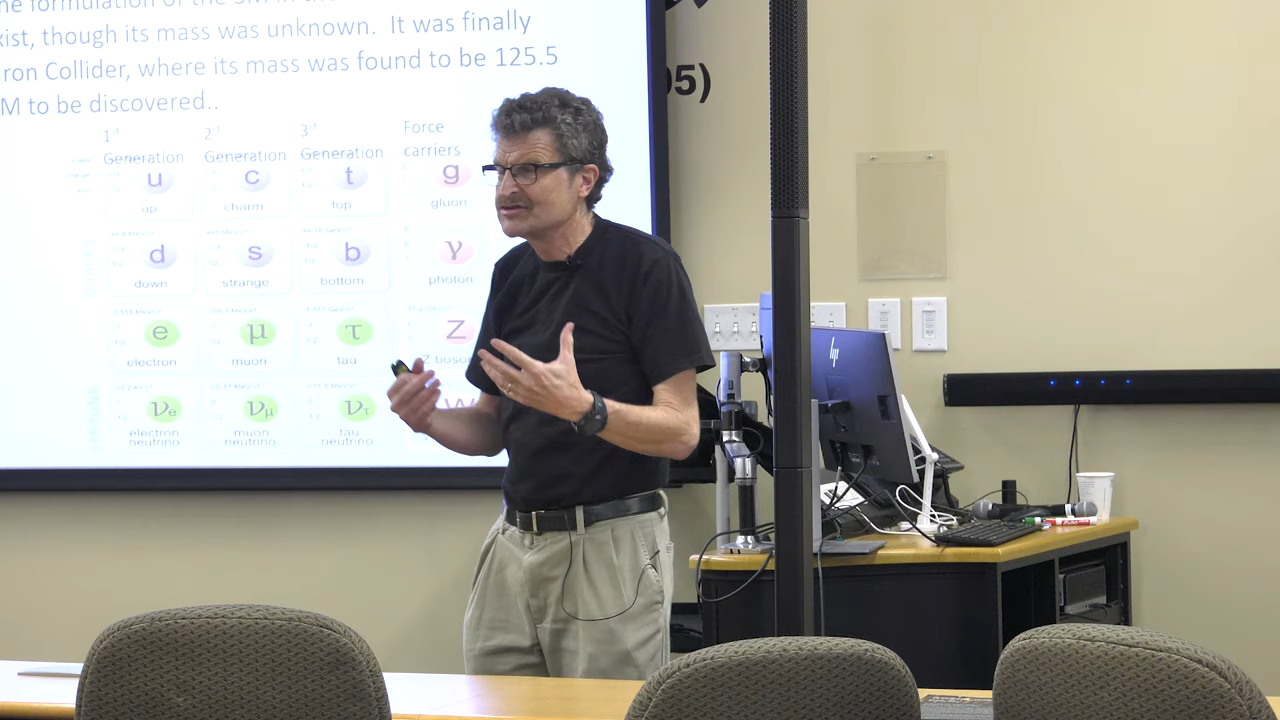 he formulation of the SM in the
xist, though its mass was unknown. It was finally
ron Collider, where its mass was found to be 125.5
M to be discovered..
1st 2nd 3rd Force
Generation Generation Generation carriers
u c t g
up charm top gluon
d s b γ
down strange bottom photon
e μ τ Z
electron muon tau Z boson
νe νμ ντ W
electron muon tau
neutrino neutrino neutrino
05)
hp